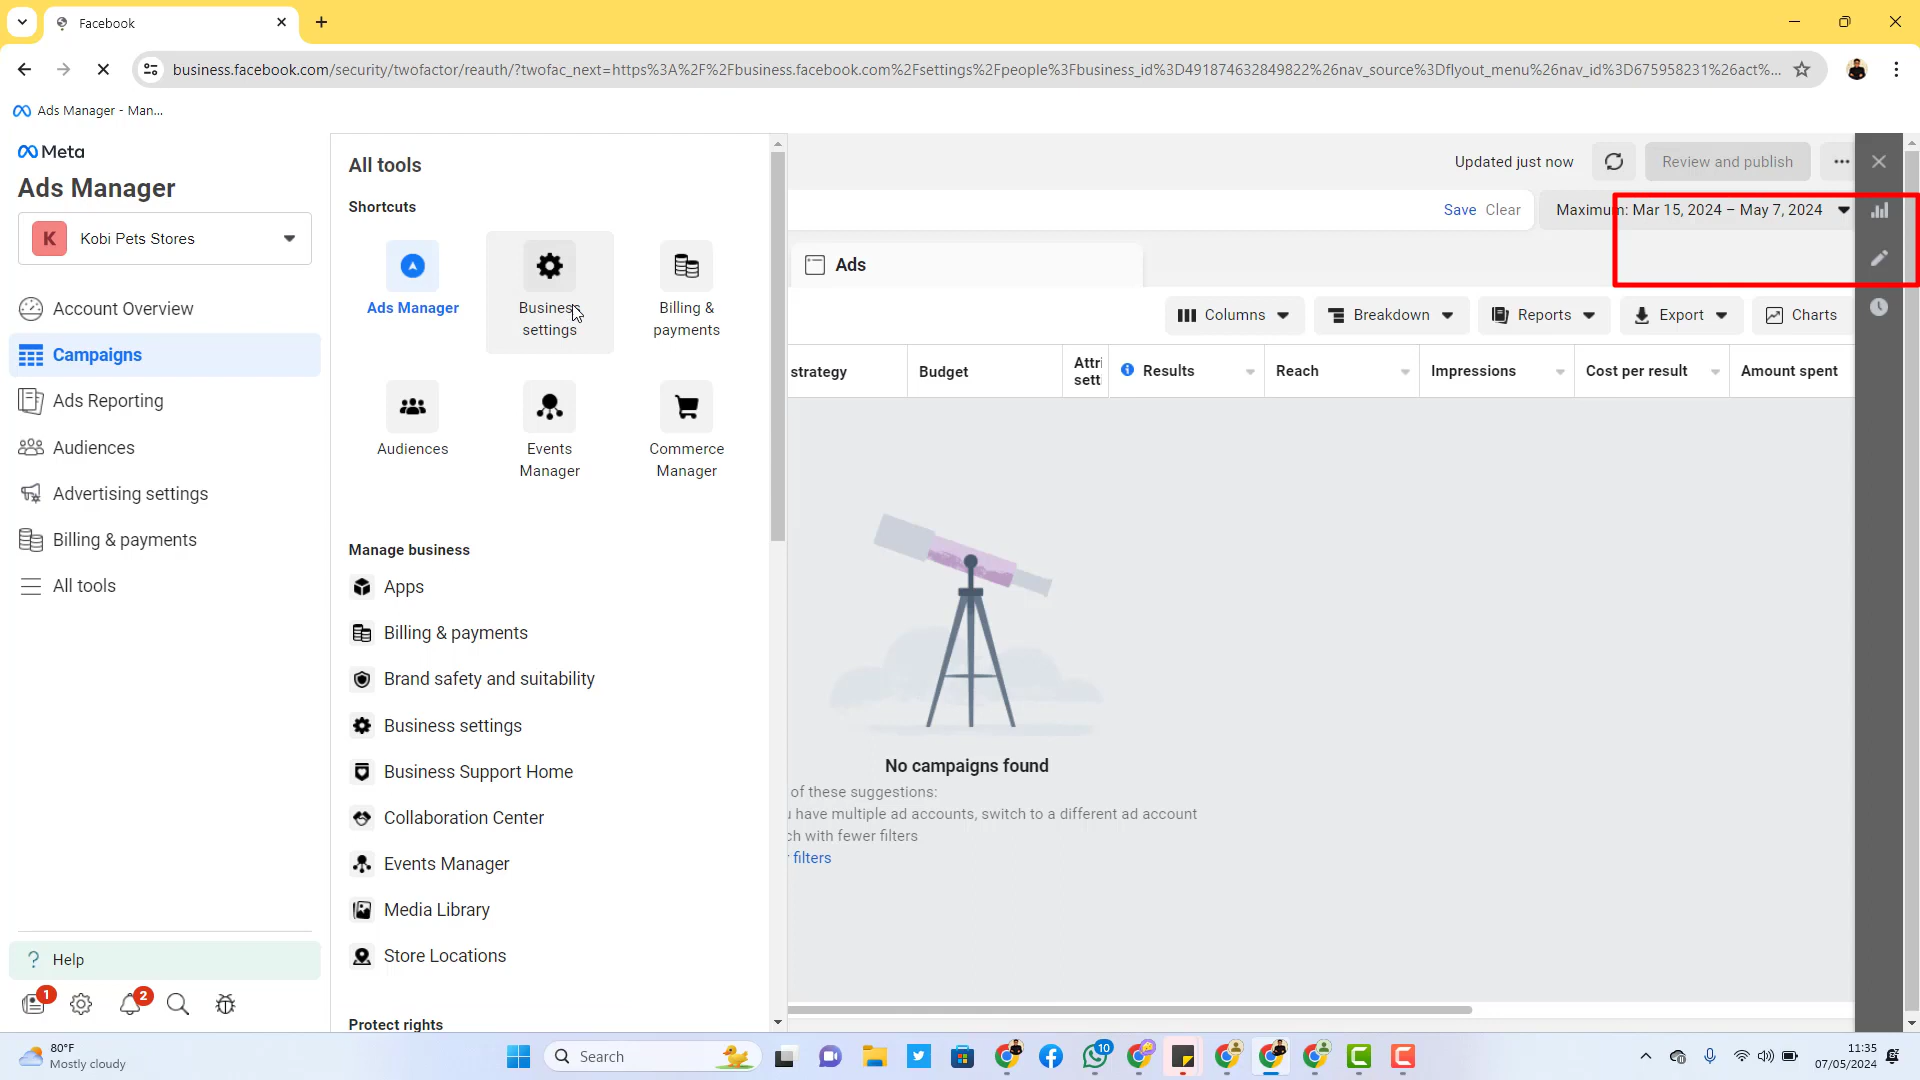 Facebook
business.facebook.com/security/twofactor/reauth/?twofac_next=https%3A%2F%2Fbusiness.facebook.com%2Fsettings%2Fpeople%3Fbusiness_id%3D491874632849822%26nav_source%3Dflyout_menu%26nav_id%3D675958231%26act%...
Ads Manager - Man...
Meta
Ads Manager
K Kobi Pets Stores
Account Overview
Campaigns
Ads Reporting
Audiences
Advertising settings
Billing & payments
All tools
? Help
1
2
All tools
Shortcuts
Ads Manager
Business
settings
Billing &
payments
Audiences
Events
Manager
Commerce
Manager
Manage business
Apps
Billing & payments
Brand safety and suitability
Business settings
Business Support Home
Collaboration Center
Events Manager
Media Library
Store Locations
Protect rights
Updated just now
Review and publish
Save Clear
Maximum: Mar 15, 2024 – May 7, 2024
Ads
Columns
Breakdown
Reports
Export
Charts
strategy
Budget
Attri
setti
Results
Reach
Impressions
Cost per result
Amount spent
No campaigns found
of these suggestions:
u have multiple ad accounts, switch to a different ad account
ch with fewer filters
r filters
80°F
Mostly cloudy
Search
10
11:35
07/05/2024